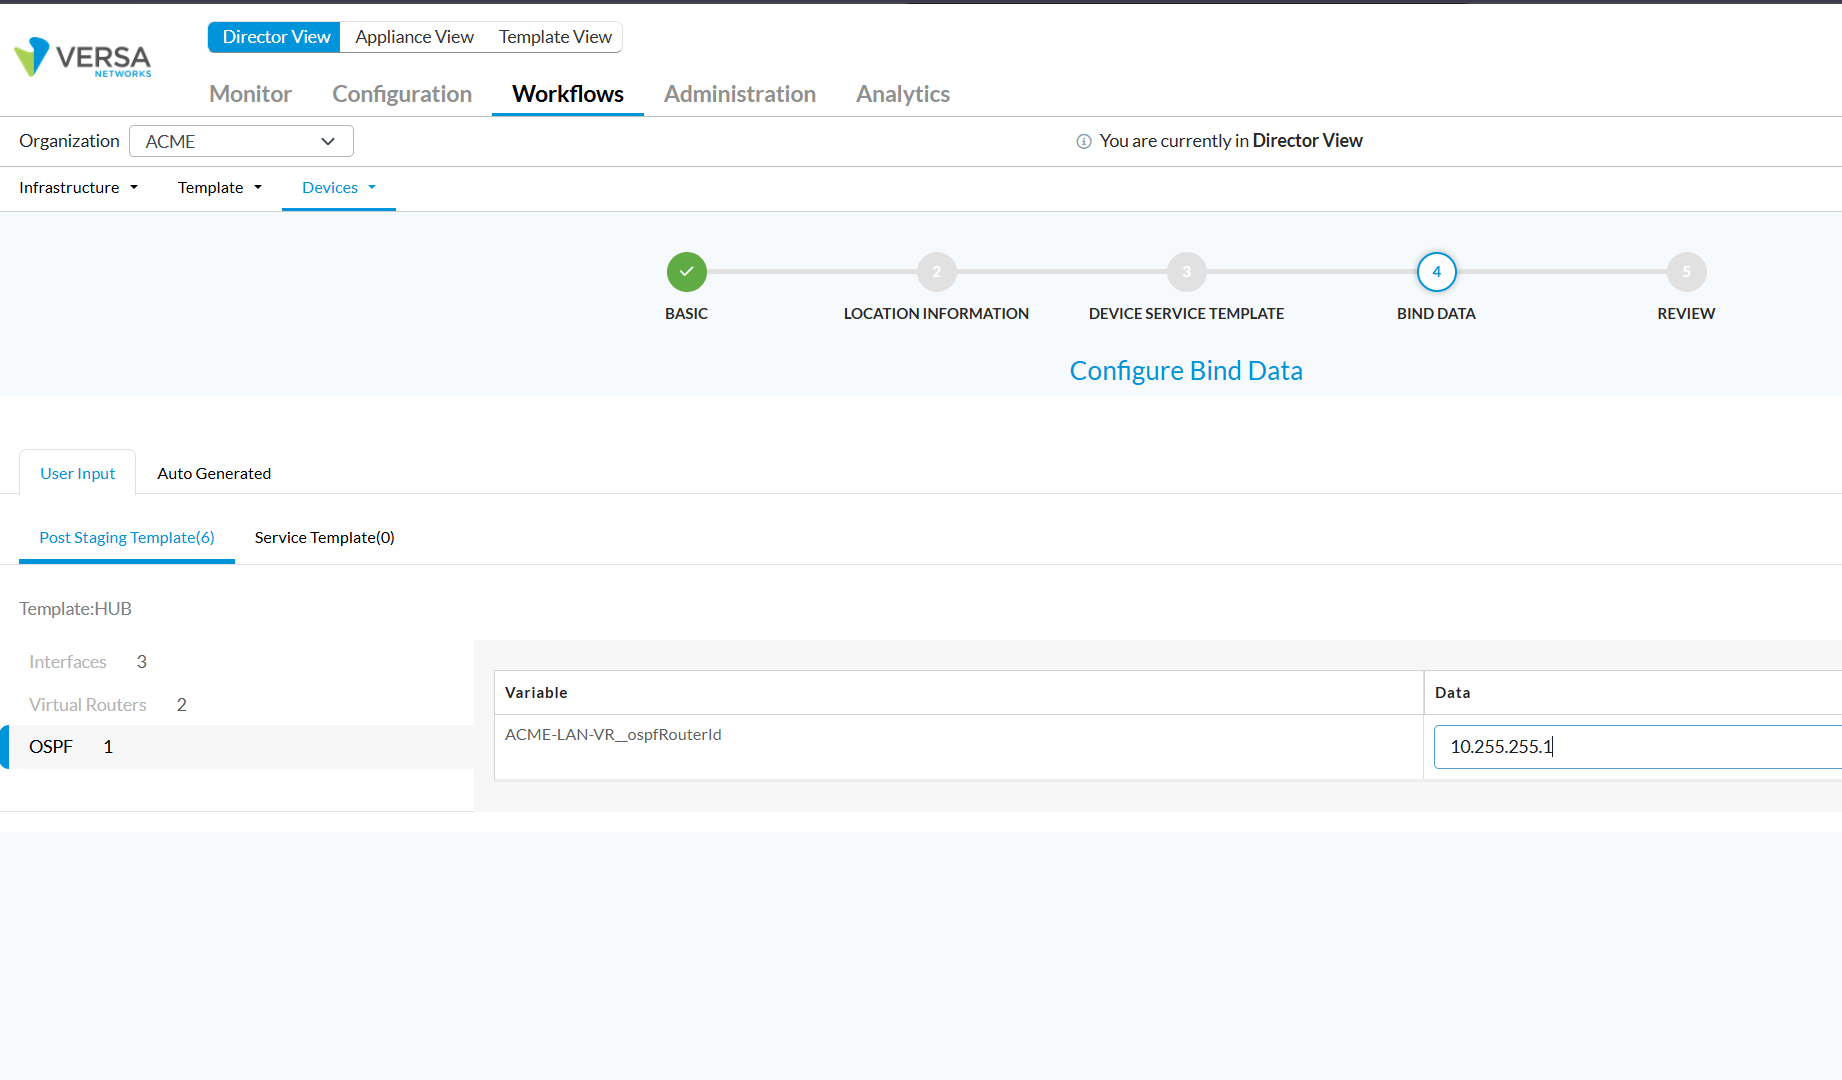 VERSA
NETWORKS
Director View
Appliance View
Template View
Monitor
Configuration
Workflows
Administration
Analytics
Organization
ACME
You are currently in Director View
Infrastructure
Template
Devices
2
3
4
5
BASIC
LOCATION INFORMATION
DEVICE SERVICE TEMPLATE
BIND DATA
REVIEW
Configure Bind Data
User Input
Auto Generated
Post Staging Template(6)
Service Template(0)
Template:HUB
Interfaces 3
Virtual Routers 2
OSPF 1
Variable
Data
ACME-LAN-VR__ospfRouterId
10.255.255.1